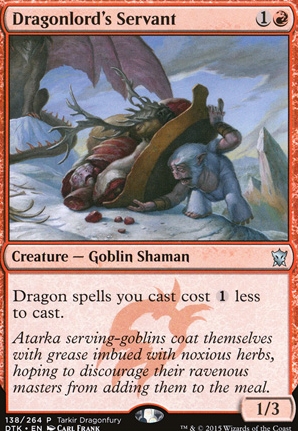 Dragonlord's Servant 1
Creature — Goblin Shaman
Dragon spells you cast cost 1 less
to cast.
Atarka serving-goblins coat themselves
with grease imbued with noxious herbs,
hoping to discourage their ravenous
masters from adding them to the meal.
1/3
138/264 P Tarkir Dragonfury
DTK • EN CARL FRANK
™ & © 2015 Wizards of the Coast